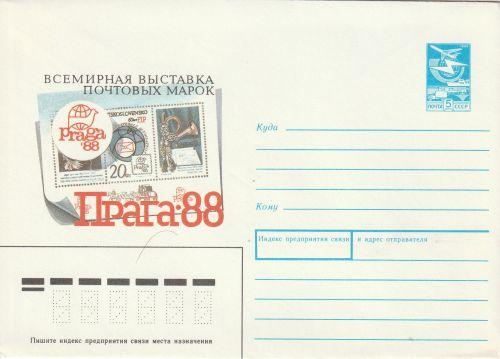 ВСЕМИРНАЯ ВЫСТАВКА
ПОЧТОВЫХ МАРОК
praga
'88
20
Прага·88
ПОЧТА 5 СССР
Куда
Кому
Индекс предприятия связи и адрес отправителя
Пишите индекс предприятия связи места назначения